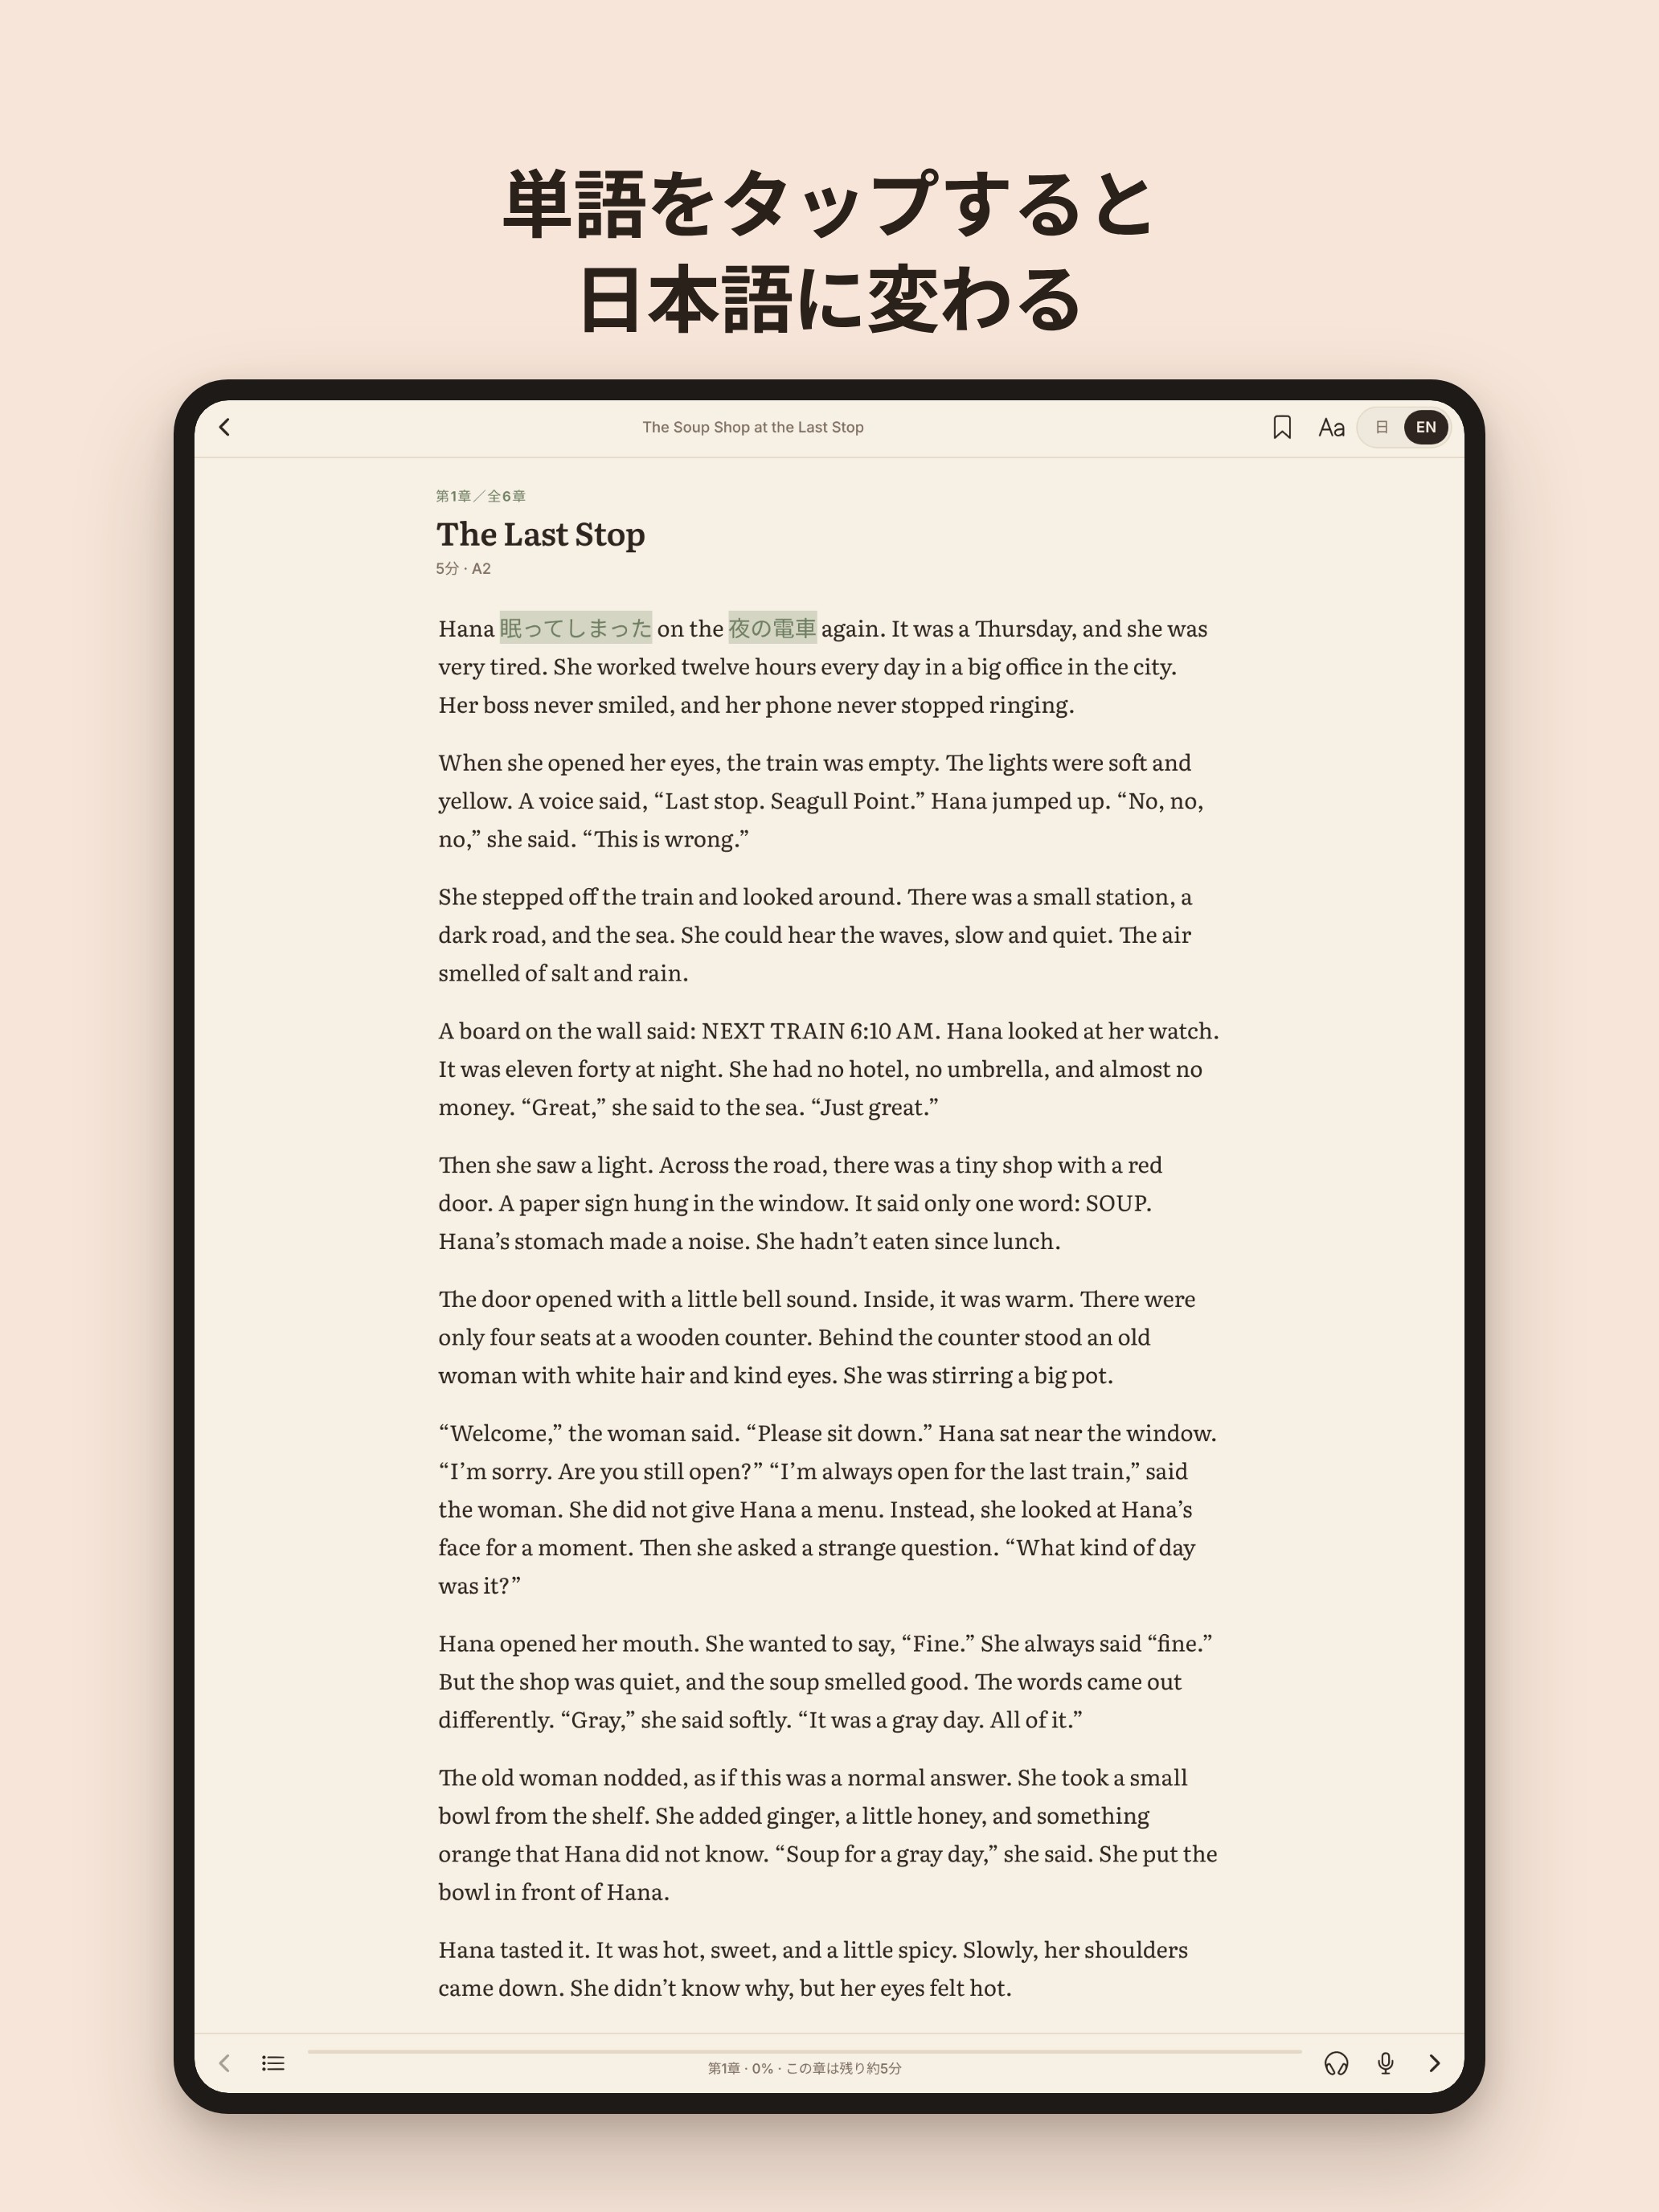 単語をタップすると
日本語に変わる
The Soup Shop at the Last Stop
Aa
日
EN
第1章／全6章
The Last Stop
5分 · A2
Hana 眠ってしまった on the 夜の電車 again. It was a Thursday, and she was
very tired. She worked twelve hours every day in a big office in the city.
Her boss never smiled, and her phone never stopped ringing.
When she opened her eyes, the train was empty. The lights were soft and
yellow. A voice said, “Last stop. Seagull Point.” Hana jumped up. “No, no,
no,” she said. “This is wrong.”
She stepped off the train and looked around. There was a small station, a
dark road, and the sea. She could hear the waves, slow and quiet. The air
smelled of salt and rain.
A board on the wall said: NEXT TRAIN 6:10 AM. Hana looked at her watch.
It was eleven forty at night. She had no hotel, no umbrella, and almost no
money. “Great,” she said to the sea. “Just great.”
Then she saw a light. Across the road, there was a tiny shop with a red
door. A paper sign hung in the window. It said only one word: SOUP.
Hana’s stomach made a noise. She hadn’t eaten since lunch.
The door opened with a little bell sound. Inside, it was warm. There were
only four seats at a wooden counter. Behind the counter stood an old
woman with white hair and kind eyes. She was stirring a big pot.
“Welcome,” the woman said. “Please sit down.” Hana sat near the window.
“I’m sorry. Are you still open?” “I’m always open for the last train,” said
the woman. She did not give Hana a menu. Instead, she looked at Hana’s
face for a moment. Then she asked a strange question. “What kind of day
was it?”
Hana opened her mouth. She wanted to say, “Fine.” She always said “fine.”
But the shop was quiet, and the soup smelled good. The words came out
differently. “Gray,” she said softly. “It was a gray day. All of it.”
The old woman nodded, as if this was a normal answer. She took a small
bowl from the shelf. She added ginger, a little honey, and something
orange that Hana did not know. “Soup for a gray day,” she said. She put the
bowl in front of Hana.
Hana tasted it. It was hot, sweet, and a little spicy. Slowly, her shoulders
came down. She didn’t know why, but her eyes felt hot.
第1章 · 0% · この章は残り約5分